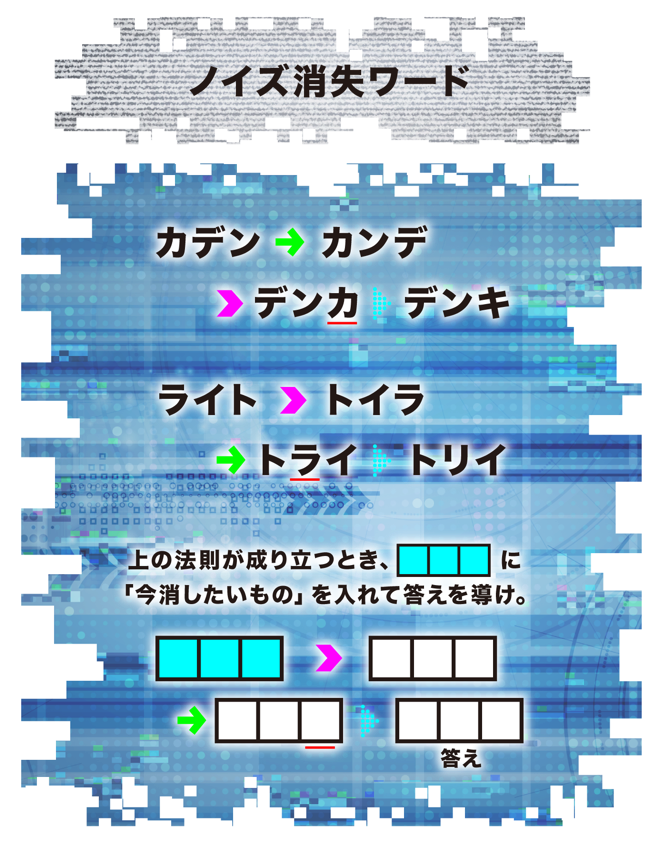 ノイズ消失ワード
カデン → カンデ
デンカ デンキ
ライト トイラ
→ トライ トリイ
上の法則が成り立つとき、□□□に
「今消したいもの」を入れて答えを導け。
答え